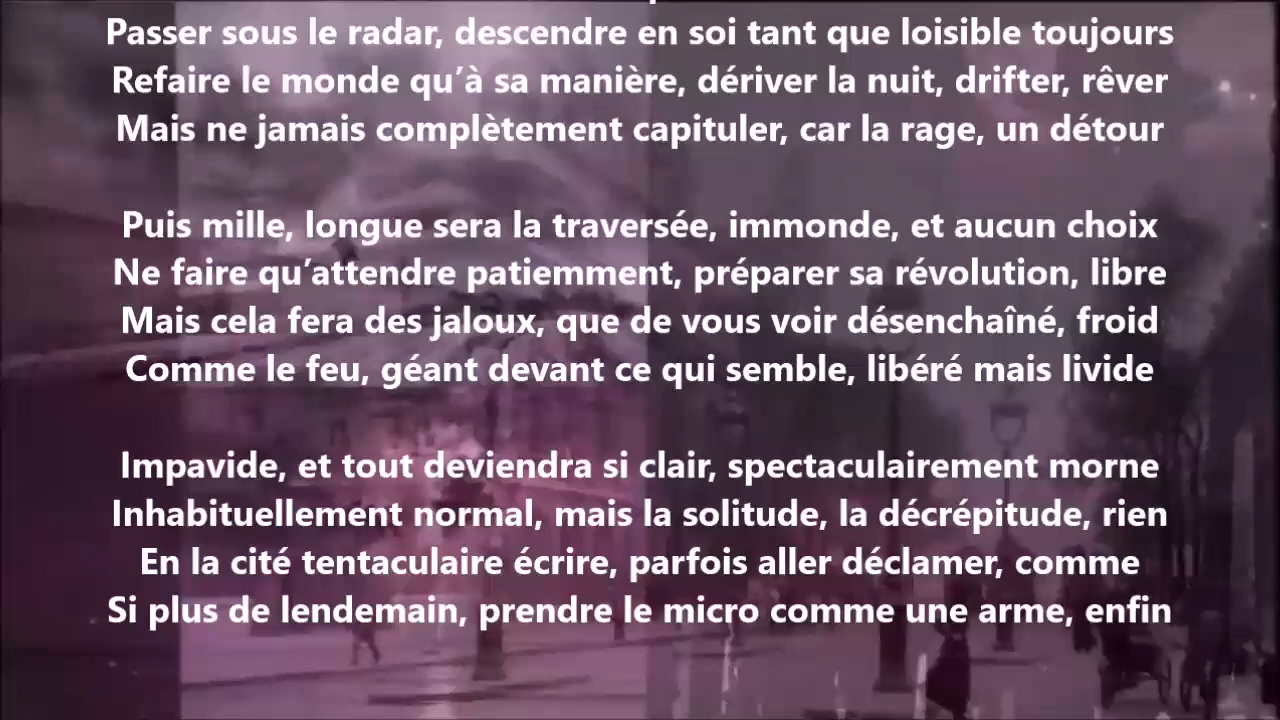 Passer sous le radar, descendre en soi tant que loisible toujours
Refaire le monde qu’à sa manière, dériver la nuit, drifter, rêver
Mais ne jamais complètement capituler, car la rage, un détour
Puis mille, longue sera la traversée, immonde, et aucun choix
Ne faire qu’attendre patiemment, préparer sa révolution, libre
Mais cela fera des jaloux, que de vous voir désenchaîné, froid
Comme le feu, géant devant ce qui semble, libéré mais livide
Impavide, et tout deviendra si clair, spectaculairement morne
Inhabituellement normal, mais la solitude, la décrépitude, rien
En la cité tentaculaire écrire, parfois aller déclamer, comme
Si plus de lendemain, prendre le micro comme une arme, enfin